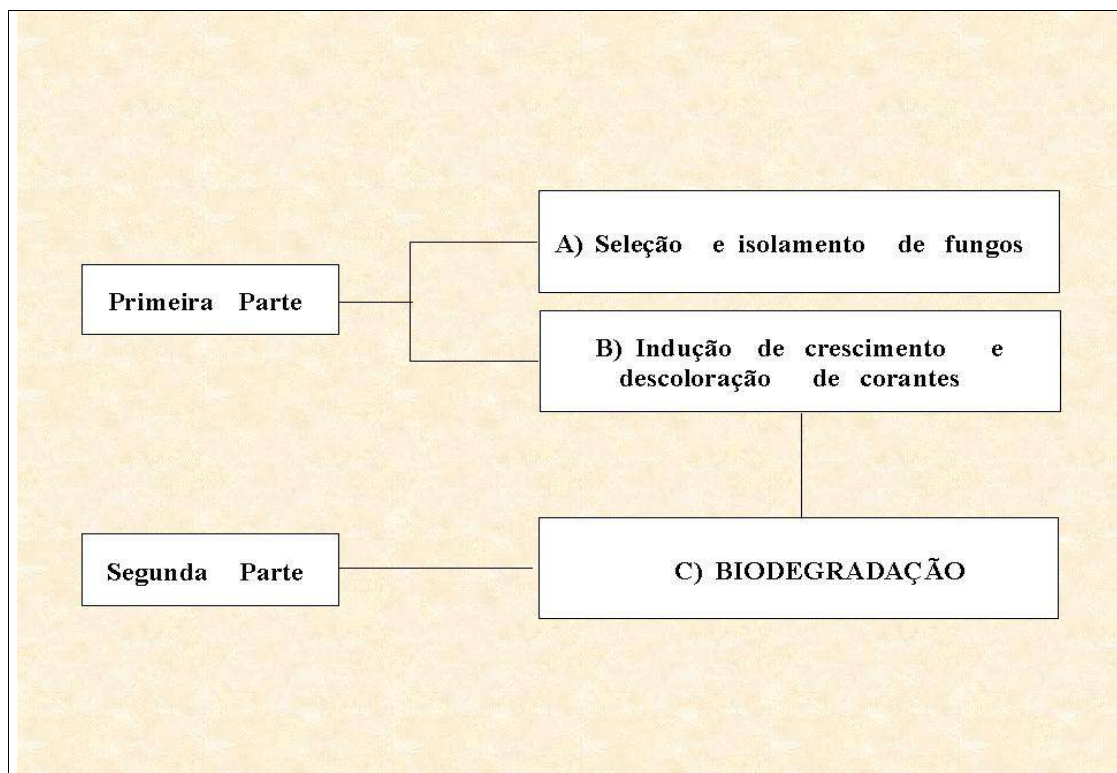 A) Seleção e isolamento de fungos
Primeira Parte
B) Indução de crescimento e
descoloração de corantes
Segunda Parte
C) BIODEGRADAÇÃO